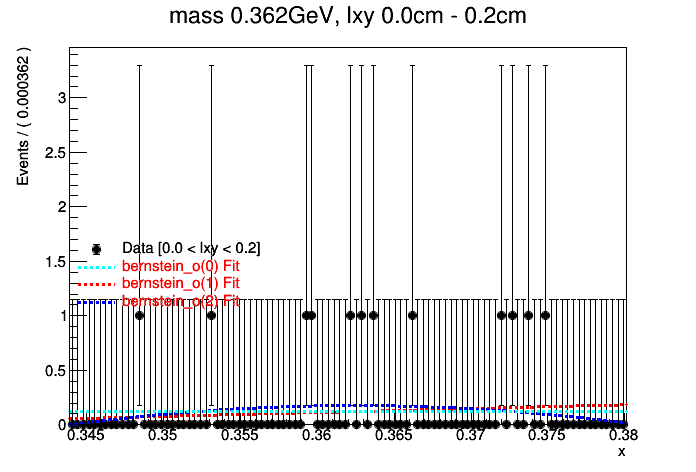 mass 0.362GeV, lxy 0.0cm - 0.2cm
Events / ( 0.000362 )
3
2.5
2
1.5
1
0.5
0
Data [0.0 < lxy < 0.2]
bernstein_o(0) Fit
bernstein_o(1) Fit
bernstein_o(2) Fit
0.345 0.35 0.355 0.36 0.365 0.37 0.375 0.38
x